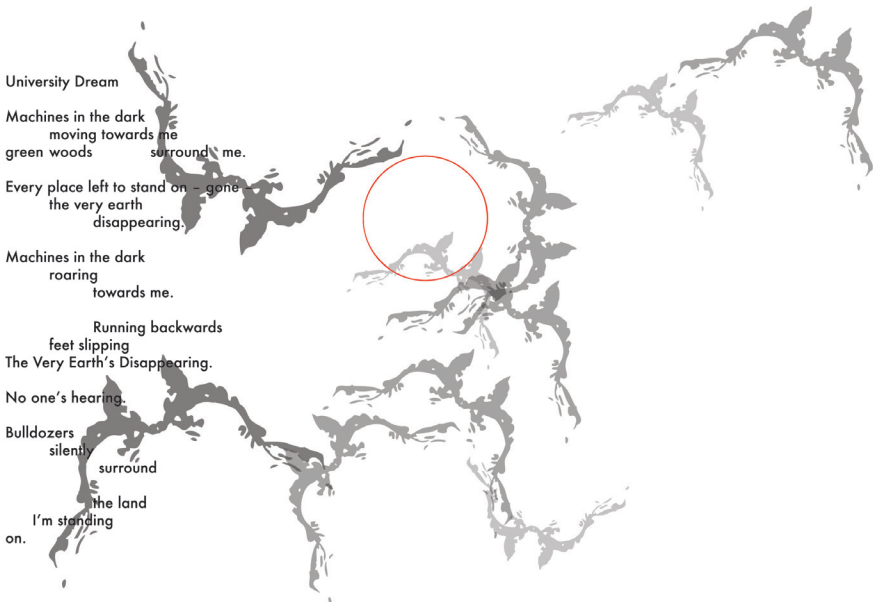 University Dream
Machines in the dark
moving towards me
green woods surround me.
Every place left to stand on – gone –
the very earth
disappearing.
Machines in the dark
roaring
towards me.
Running backwards
feet slipping
The Very Earth's Disappearing.
No one's hearing.
Bulldozers
silently
surround
the land
I'm standing
on.